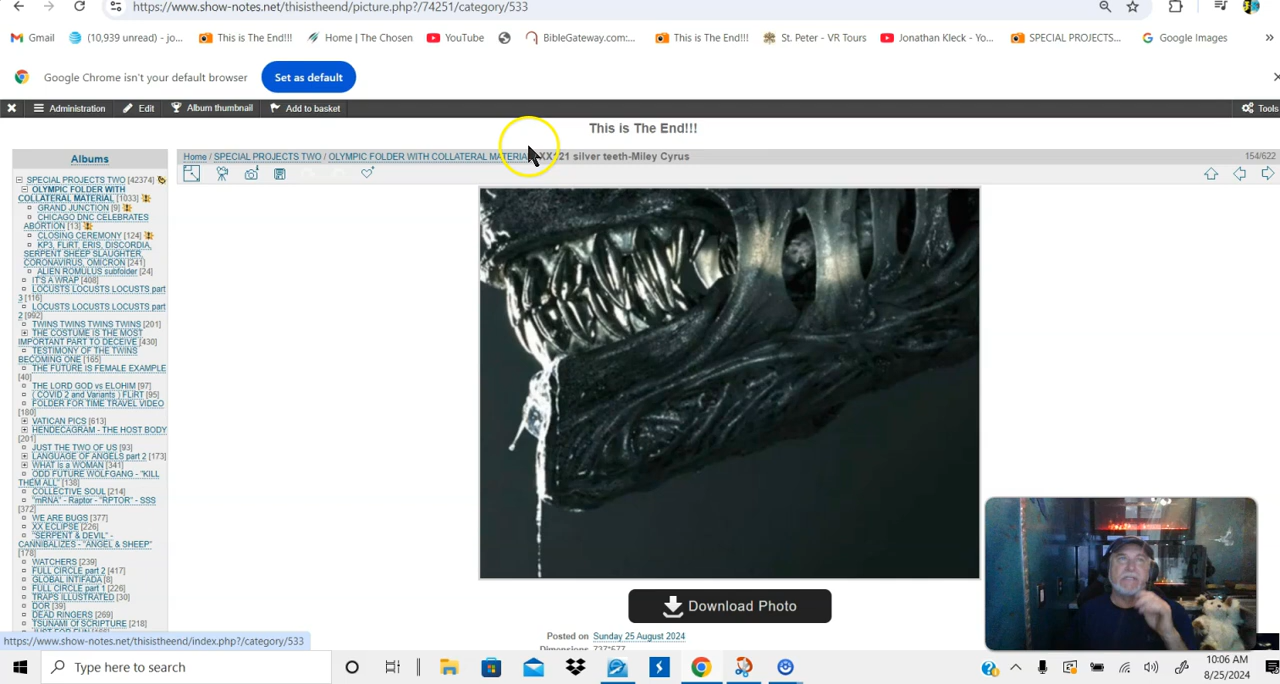 https://www.show-notes.net/thisistheend/picture.php?/74251/category/533
Gmail (10,939 unread) - jo... This is The End!!! Home | The Chosen YouTube BibleGateway.com:... This is The End!!! St. Peter - VR Tours Jonathan Kleck - Yo... SPECIAL PROJECTS... Google Images »
Google Chrome isn't your default browser Set as default
Administration Edit Album thumbnail Add to basket Tools
This is The End!!!
Albums
Home / SPECIAL PROJECTS TWO / OLYMPIC FOLDER WITH COLLATERAL MATERIA 21 silver teeth-Miley Cyrus 154/622
SPECIAL PROJECTS TWO [42374]
OLYMPIC FOLDER WITH
COLLATERAL MATERIAL [1033]
GRAND JUNCTION [9]
CHICAGO DNC CELEBRATES
ABORTION [13]
CLOSING CEREMONY [124]
KP3, FLiRT, ERIS, DISCORDIA,
SERPENT SHEEP SLAUGHTER,
CORONAVIRUS, OMICRON [241]
ALIEN ROMULUS subfolder [24]
IT'S A WRAP [408]
LOCUSTS LOCUSTS LOCUSTS part
3 [116]
LOCUSTS LOCUSTS LOCUSTS part
2 [992]
TWINS TWINS TWINS TWINS [201]
THE COSTUME IS THE MOST
IMPORTANT PART TO DECEIVE [430]
TESTIMONY OF THE TWINS
BECOMING ONE [165]
THE FUTURE IS FEMALE EXAMPLE
[40]
THE LORD GOD vs ELOHIM [97]
( COVID 2 and Variants ) FLiRT [95]
FOLDER FOR TIME TRAVEL VIDEO
[180]
VATICAN PICS [613]
HENDECAGRAM - THE HOST BODY
[201]
JUST THE TWO OF US [93]
LANGUAGE OF ANGELS part 2 [173]
WHAT is a WOMAN [341]
ODD FUTURE WOLFGANG - "KILL
THEM ALL" [138]
COLLECTIVE SOUL [214]
"mRNA" - Raptor - "RPTOR" - SSS
[372]
WE ARE BUGS [377]
XX ECLIPSE [226]
"SERPENT & DEVIL" -
CANNIBALIZES - "ANGEL & SHEEP"
[178]
WATCHERS [239]
FULL CIRCLE part 2 [417]
GLOBAL INTIFADA [8]
FULL CIRCLE part 1 [226]
TRAPS ILLUSTRATED [30]
DOR [39]
DEAD RINGERS [269]
TSUNAMI OF SCRIPTURE [218]
Download Photo
Posted on Sunday 25 August 2024
Dimensions 737*677
https://www.show-notes.net/thisistheend/index.php?/category/533
Type here to search
10:06 AM
8/25/2024